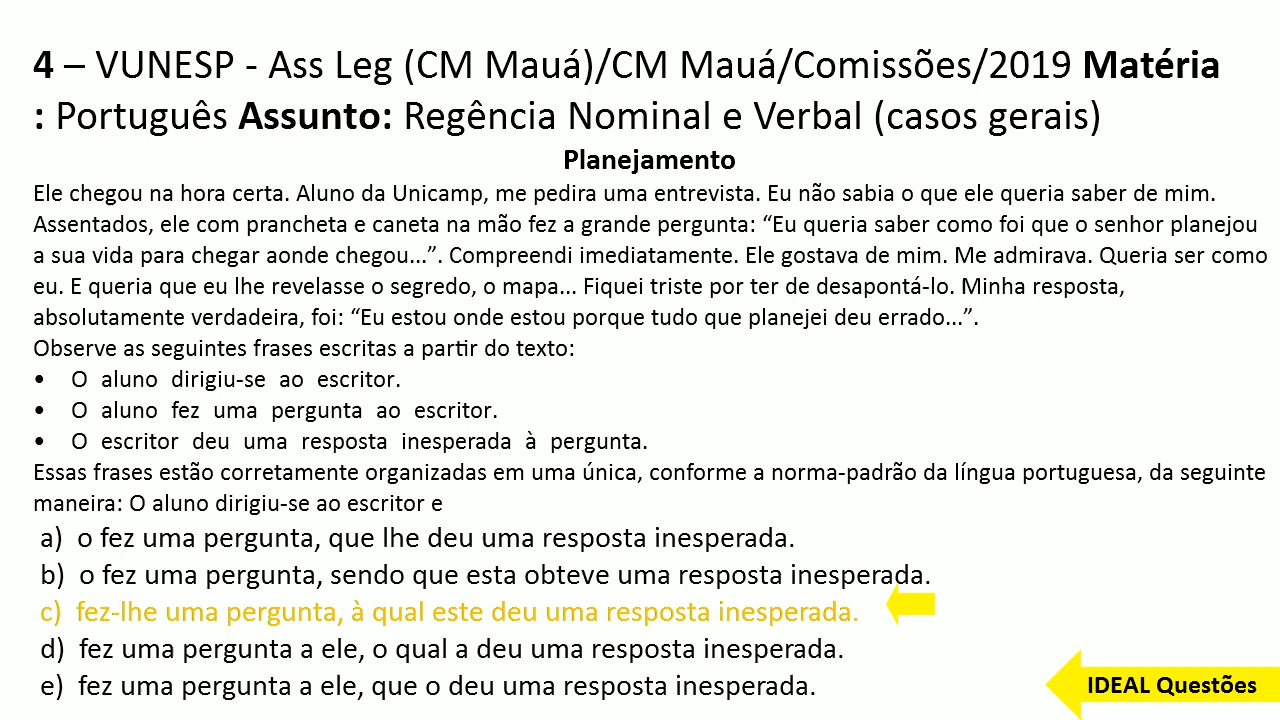 4 – VUNESP - Ass Leg (CM Mauá)/CM Mauá/Comissões/2019 Matéria
: Português Assunto: Regência Nominal e Verbal (casos gerais)
Planejamento
Ele chegou na hora certa. Aluno da Unicamp, me pedira uma entrevista. Eu não sabia o que ele queria saber de mim.
Assentados, ele com prancheta e caneta na mão fez a grande pergunta: “Eu queria saber como foi que o senhor planejou
a sua vida para chegar aonde chegou...”. Compreendi imediatamente. Ele gostava de mim. Me admirava. Queria ser como
eu. E queria que eu lhe revelasse o segredo, o mapa... Fiquei triste por ter de desapontá-lo. Minha resposta,
absolutamente verdadeira, foi: “Eu estou onde estou porque tudo que planejei deu errado...”.
Observe as seguintes frases escritas a partir do texto:
• O aluno dirigiu-se ao escritor.
• O aluno fez uma pergunta ao escritor.
• O escritor deu uma resposta inesperada à pergunta.
Essas frases estão corretamente organizadas em uma única, conforme a norma-padrão da língua portuguesa, da seguinte
maneira: O aluno dirigiu-se ao escritor e
a) o fez uma pergunta, que lhe deu uma resposta inesperada.
b) o fez uma pergunta, sendo que esta obteve uma resposta inesperada.
c) fez-lhe uma pergunta, à qual este deu uma resposta inesperada.
d) fez uma pergunta a ele, o qual a deu uma resposta inesperada.
e) fez uma pergunta a ele, que o deu uma resposta inesperada.
IDEAL Questões